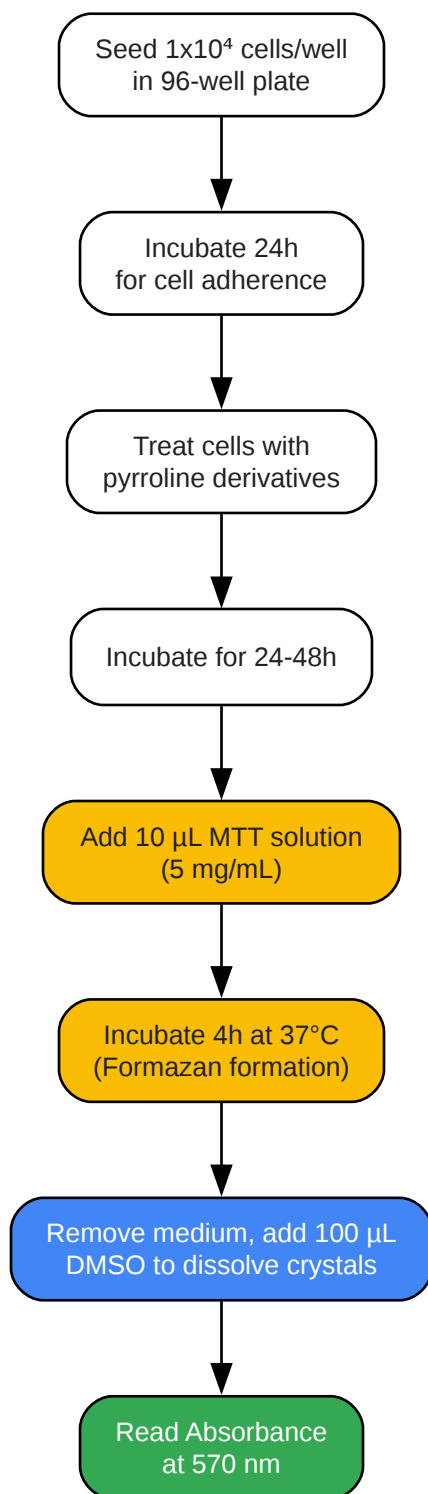 Seed 1x10⁴ cells/well
in 96-well plate
Incubate 24h
for cell adherence
Treat cells with
pyrroline derivatives
Incubate for 24-48h
Add 10 µL MTT solution
(5 mg/mL)
Incubate 4h at 37°C
(Formazan formation)
Remove medium, add 100 µL
DMSO to dissolve crystals
Read Absorbance
at 570 nm